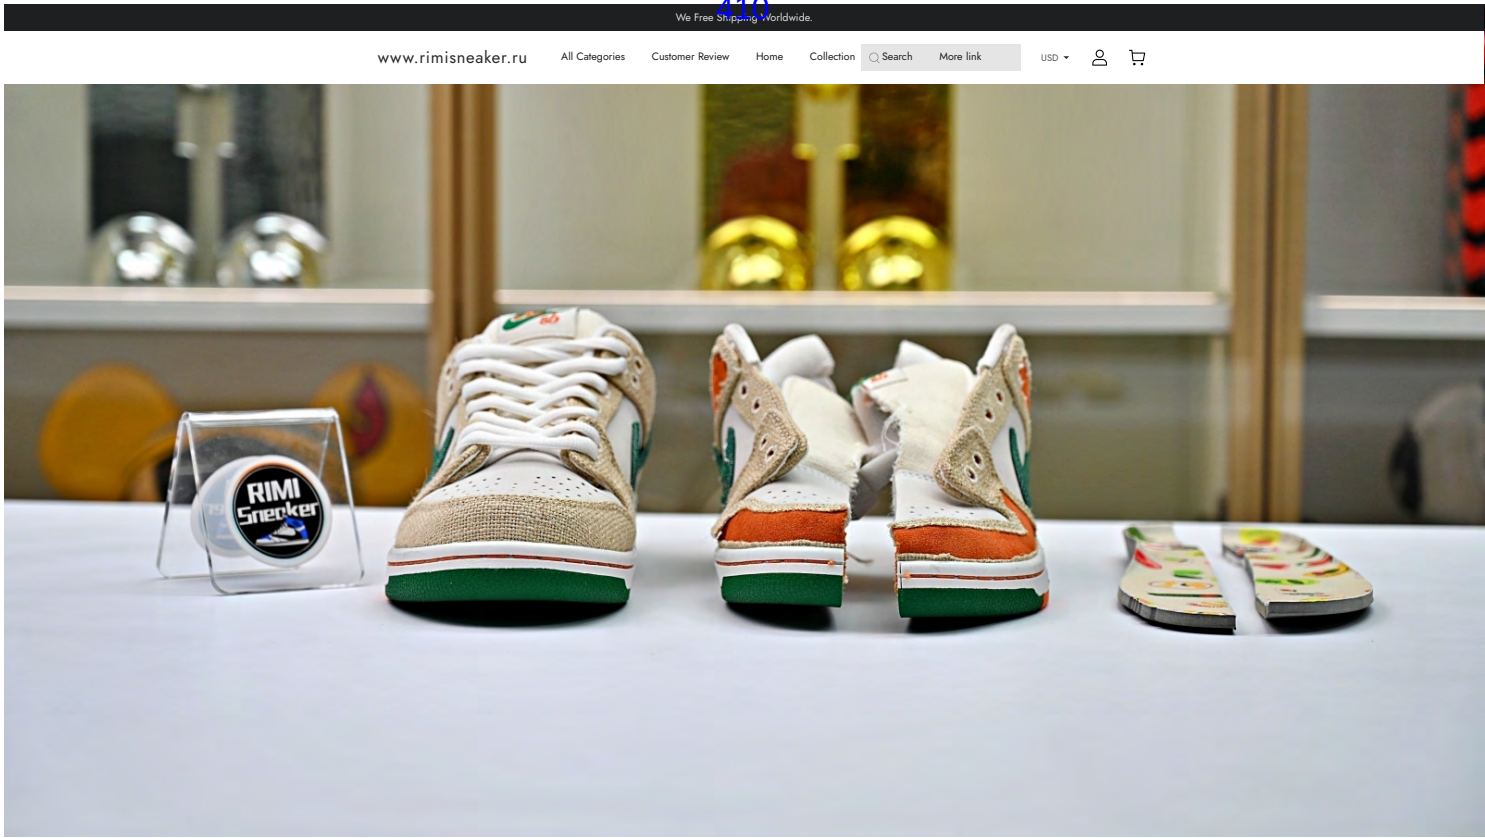 We Free Shipping Worldwide.
410
www.rimisneaker.ru
All Categories
Customer Review
Home
Collection
Search
More link
USD
RIMI
Sneaker